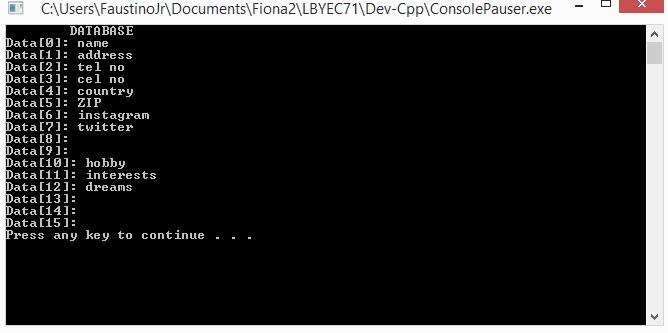 C:\Users\FaustinoJr\Documents\Fiona2\LBYEC71\Dev-Cpp\ConsolePauser.exe
DATABASE
Data[0]: name
Data[1]: address
Data[2]: tel no
Data[3]: cel no
Data[4]: country
Data[5]: ZIP
Data[6]: instagram
Data[7]: twitter
Data[8]:
Data[9]:
Data[10]: hobby
Data[11]: interests
Data[12]: dreams
Data[13]:
Data[14]:
Data[15]:
Press any key to continue . . .